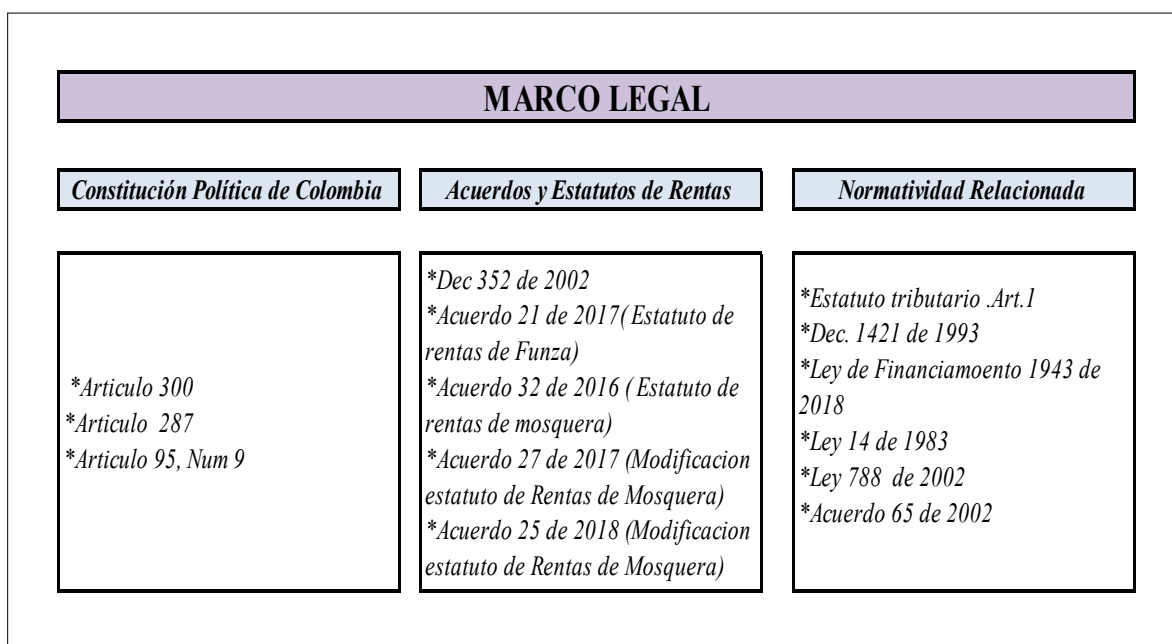 MARCO LEGAL
Constitución Política de Colombia
*Articulo 300
*Articulo 287
*Articulo 95, Num 9
Acuerdos y Estatutos de Rentas
*Dec 352 de 2002
*Acuerdo 21 de 2017( Estatuto de
rentas de Funza)
*Acuerdo 32 de 2016 ( Estatuto de
rentas de mosquera)
*Acuerdo 27 de 2017 (Modificacion
estatuto de Rentas de Mosquera)
*Acuerdo 25 de 2018 (Modificacion
estatuto de Rentas de Mosquera)
Normatividad Relacionada
*Estatuto tributario .Art.1
*Dec. 1421 de 1993
*Ley de Financiamoento 1943 de
2018
*Ley 14 de 1983
*Ley 788 de 2002
*Acuerdo 65 de 2002